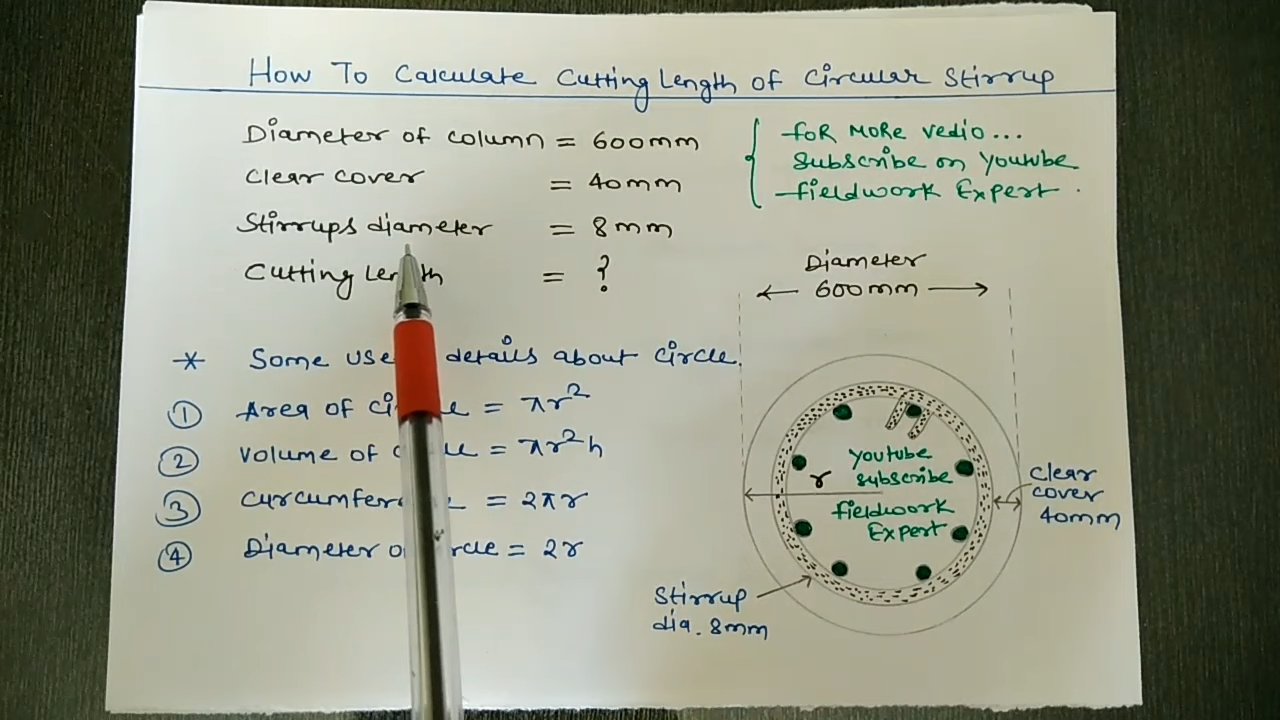 How To Calculate Cutting Length of Circular Stirrup
Diameter of column = 600mm
Clear cover = 40mm
Stirrups diameter = 8mm
Cutting Length = ?
for More vedio...
Subscribe on Youtube
fieldwork Expert.
* Some use details about circle.
① Area of = πr²
② Volume of = πr²h
③ = 2πr
④ Diameter = 2r
Diameter
600mm
youtube
subscribe
r
fieldwork
Expert
clear
cover
40mm
Stirrup
dia. 8mm